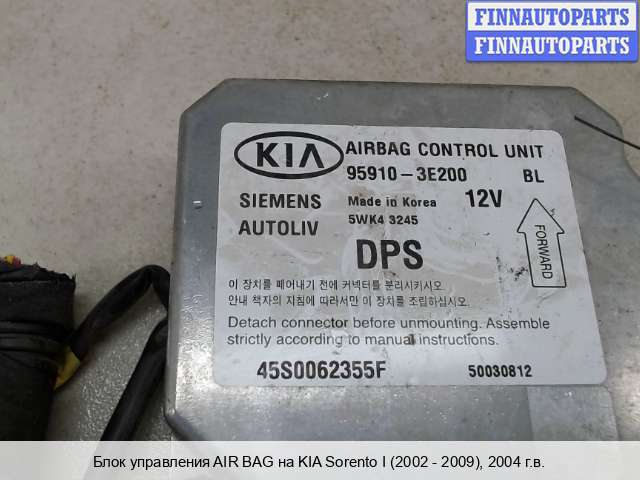 FINNAUTOPARTS
FINNAUTOPARTS
KIA
AIRBAG CONTROL UNIT
95910-3E200 BL
SIEMENS
AUTOLIV
Made in Korea
5WK4 3245
12V
DPS
FORWARD
이 장치를 떼어내기 전에 커넥터를 분리시키시오.
안내 책자의 지침에 따라서만 이 장치를 조립하십시오.
Detach connector before unmounting. Assemble
strictly according to manual instructions.
45S0062355F 50030812
Блок управления AIR BAG на KIA Sorento I (2002 - 2009), 2004 г.в.